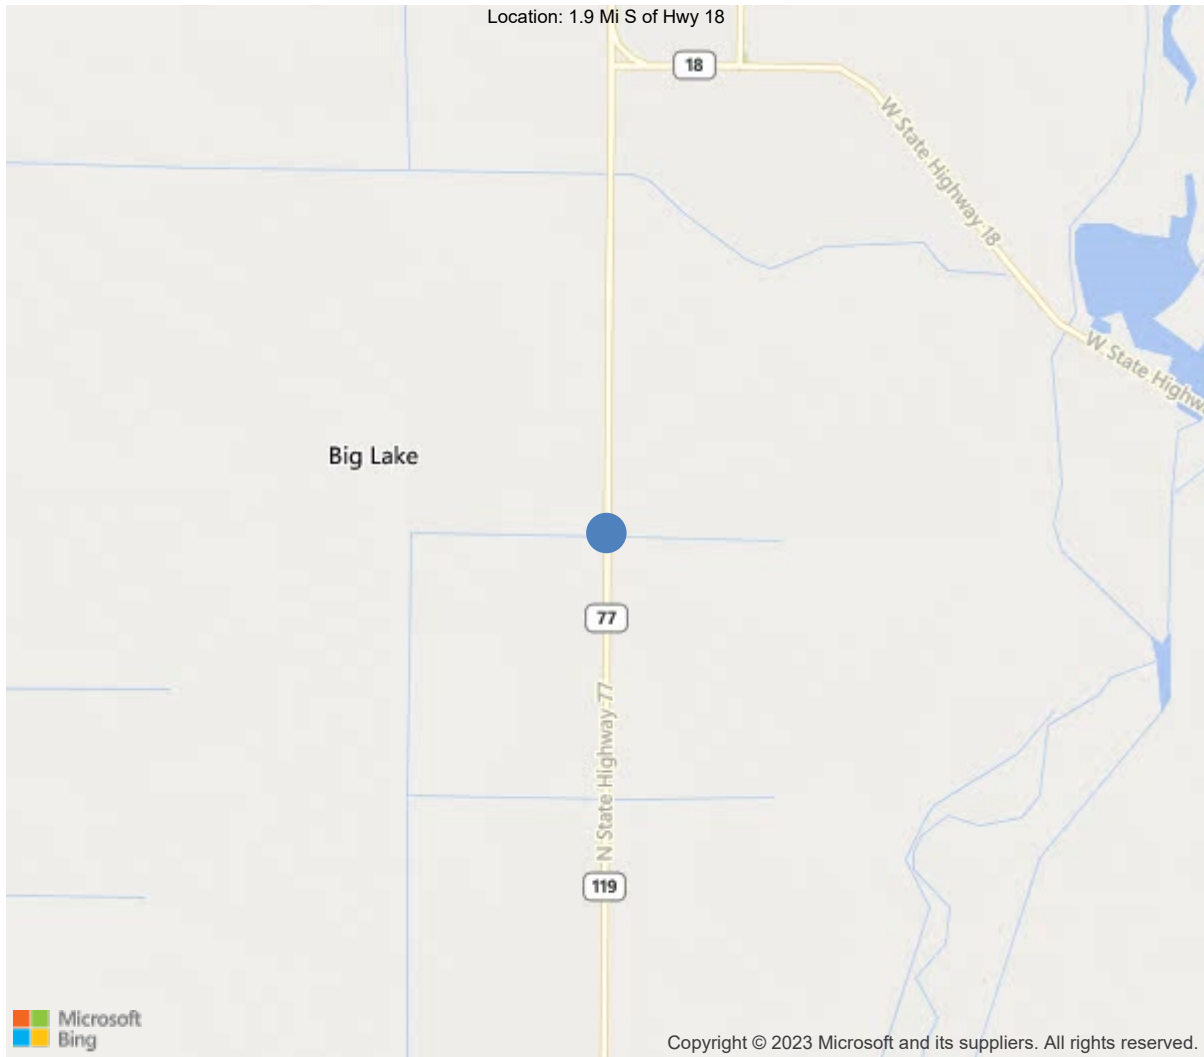 Location: 1.9 Mi S of Hwy 18
18
W State Highway 18
W State Highw
Big Lake
77
N State Highway 77
119
Microsoft
Bing
Copyright © 2023 Microsoft and its suppliers. All rights reserved.